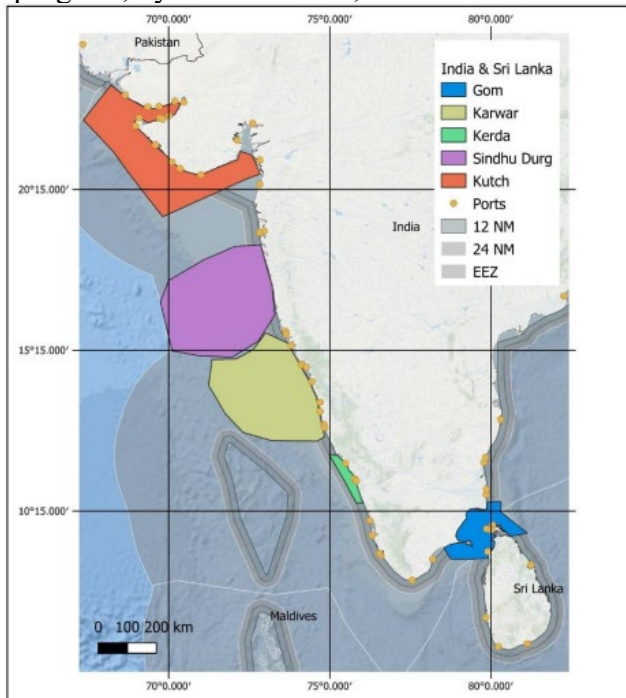 70°0.000′ 75°0.000′ 80°0.000′
Pakistan
India & Sri Lanka
Gom
Karwar
Kerda
Sindhu Durg
Kutch
Ports
12 NM
24 NM
EEZ
20°15.000′
India
15°15.000′
10°15.000′
Sri Lanka
Maldives
0 100 200 km
70°0.000′ 75°0.000′ 80°0.000′